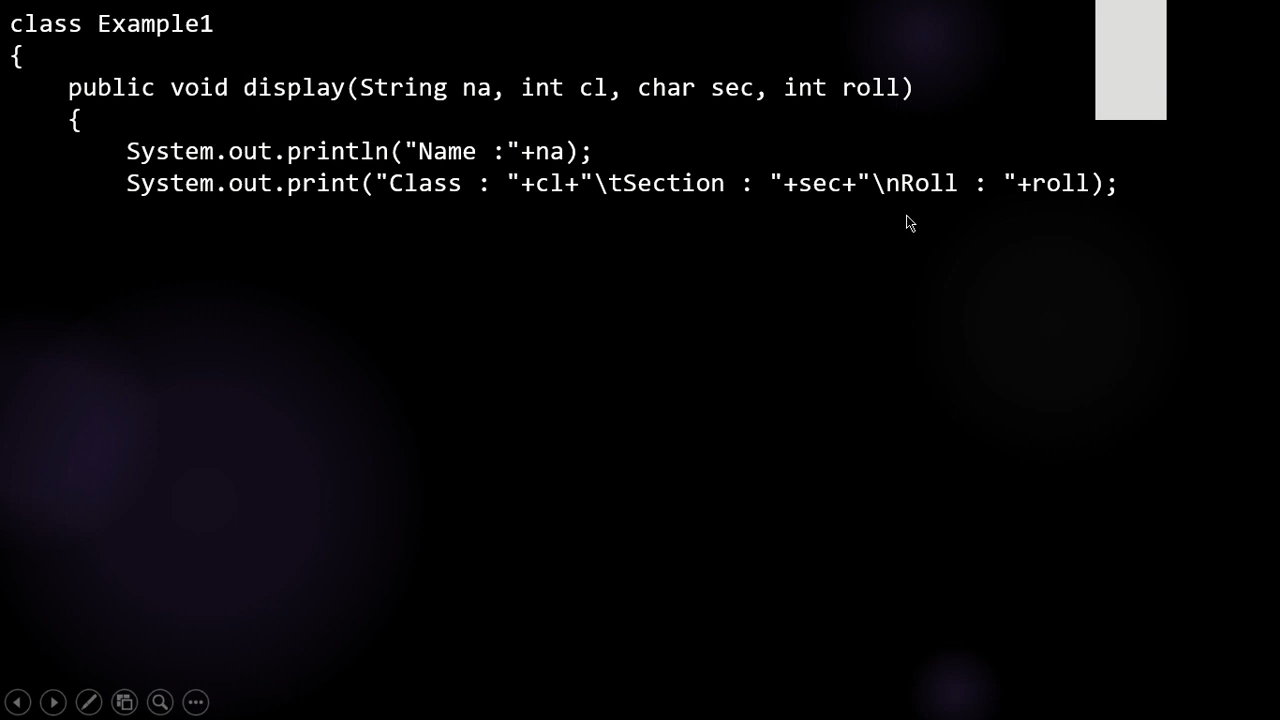 class Example1
{
public void display(String na, int cl, char sec, int roll)
{
System.out.println("Name :"+na);
System.out.print("Class : "+cl+"\tSection : "+sec+"\nRoll : "+roll);